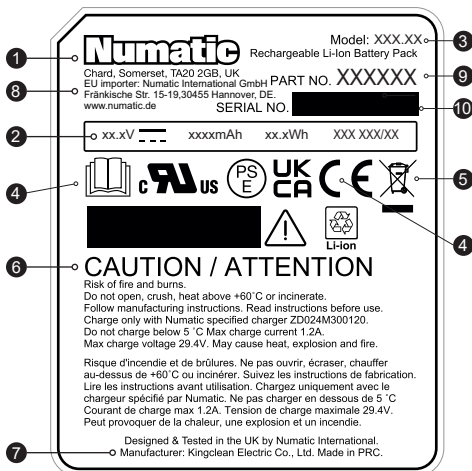 Numatic
Model: XXX.XX
Rechargeable Li-Ion Battery Pack
Chard, Somerset, TA20 2GB, UK
EU importer: Numatic International GmbH
Fränkische Str. 15-19,30455 Hannover, DE.
www.numatic.de
PART NO. XXXXXX
SERIAL NO.
xx.xV xxxxmAh xx.xWh XXX XXX/XX
c RU US PS E UK CA CE
Li-ion
CAUTION / ATTENTION
Risk of fire and burns.
Do not open, crush, heat above +60˚C or incinerate.
Follow manufacturing instructions. Read instructions before use.
Charge only with Numatic specified charger ZD024M300120.
Do not charge below 5 ˚C Max charge current 1.2A.
Max charge voltage 29.4V. May cause heat, explosion and fire.
Risque d'incendie et de brûlures. Ne pas ouvrir, écraser, chauffer
au-dessus de +60˚C ou incinérer. Suivez les instructions de fabrication.
Lire les instructions avant utilisation. Chargez uniquement avec le
chargeur spécifié par Numatic. Ne pas charger en dessous de 5 ˚C
Courant de charge max 1.2A. Tension de charge maximale 29.4V.
Peut provoquer de la chaleur, une explosion et un incendie.
Designed & Tested in the UK by Numatic International.
Manufacturer: Kingclean Electric Co., Ltd. Made in PRC.
1
8
2
4
6
7
3
9
10
5
4